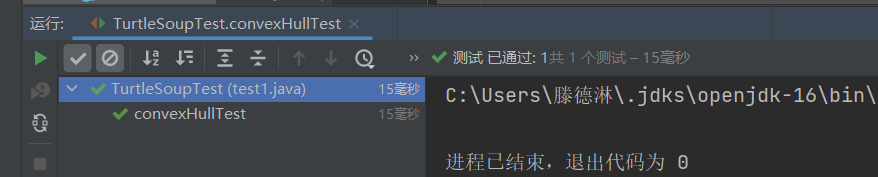 运行: TurtleSoupTest.convexHullTest
测试 已通过: 1共 1 个测试 – 15毫秒
TurtleSoupTest (test1.java) 15毫秒
convexHullTest 15毫秒
C:\Users\滕德淋\.jdks\openjdk-16\bin\
进程已结束，退出代码为 0